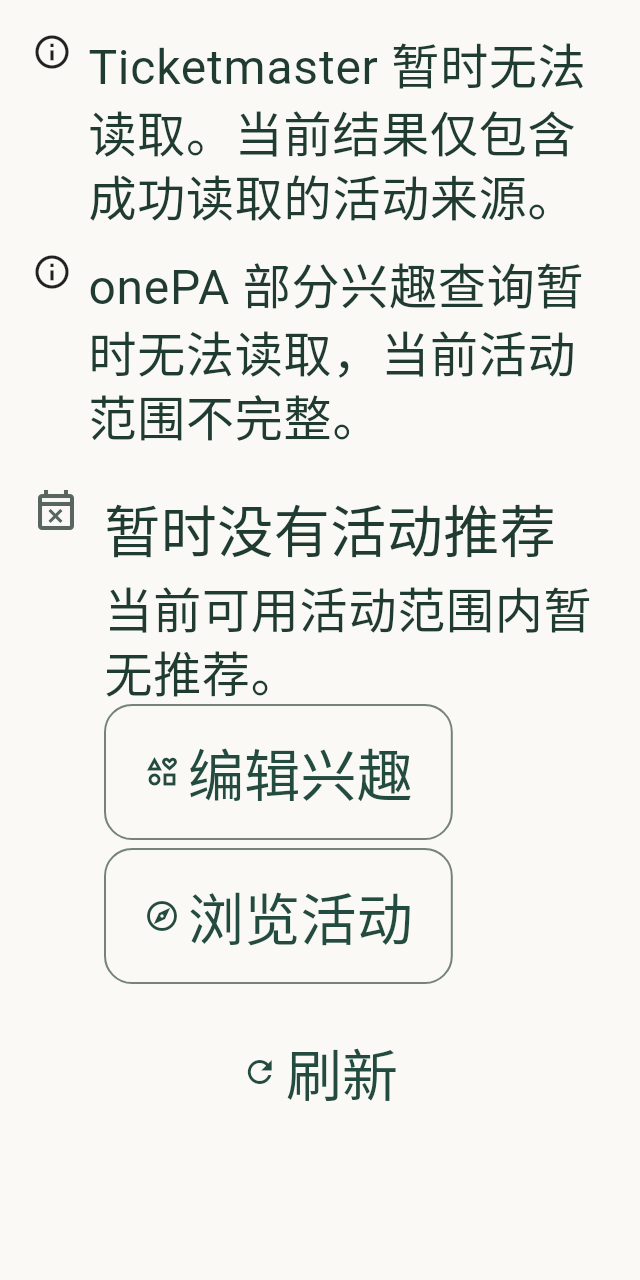 Ticketmaster 暂时无法
读取。当前结果仅包含
成功读取的活动来源。
onePA 部分兴趣查询暂
时无法读取，当前活动
范围不完整。
暂时没有活动推荐
当前可用活动范围内暂
无推荐。
编辑兴趣
浏览活动
刷新